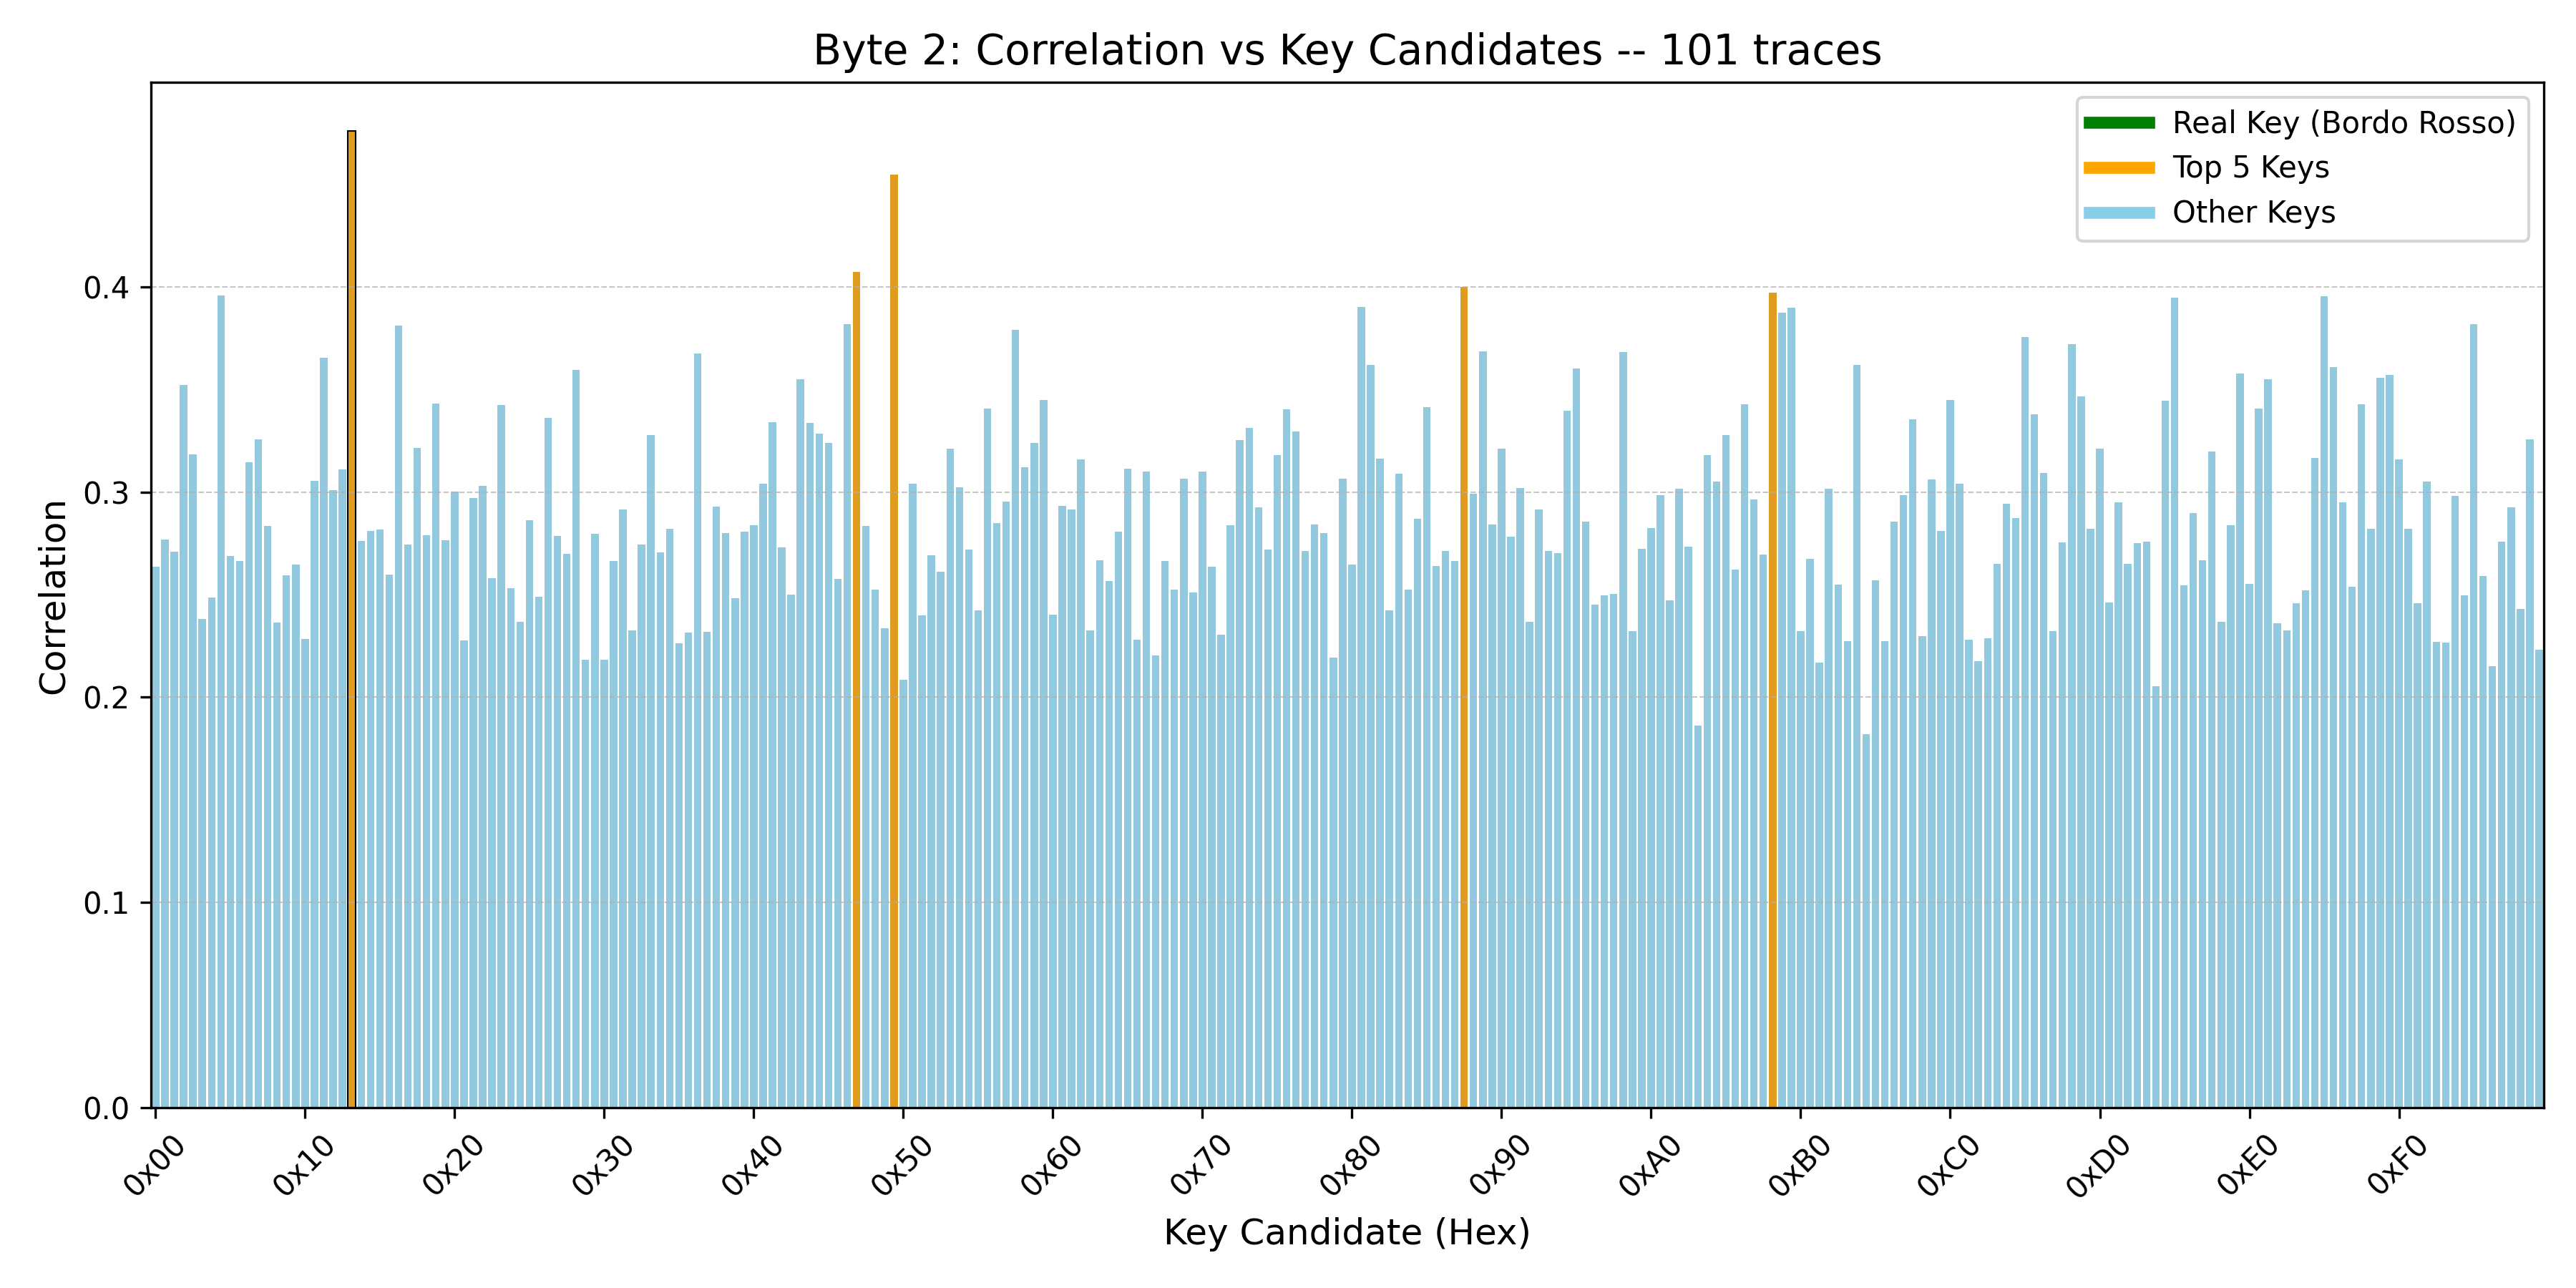 Byte 2: Correlation vs Key Candidates -- 101 traces
Real Key (Bordo Rosso)
Top 5 Keys
Other Keys
Correlation
0.4
0.3
0.2
0.1
0.0
0x00 0x10 0x20 0x30 0x40 0x50 0x60 0x70 0x80 0x90 0xA0 0xB0 0xC0 0xD0 0xE0 0xF0
Key Candidate (Hex)